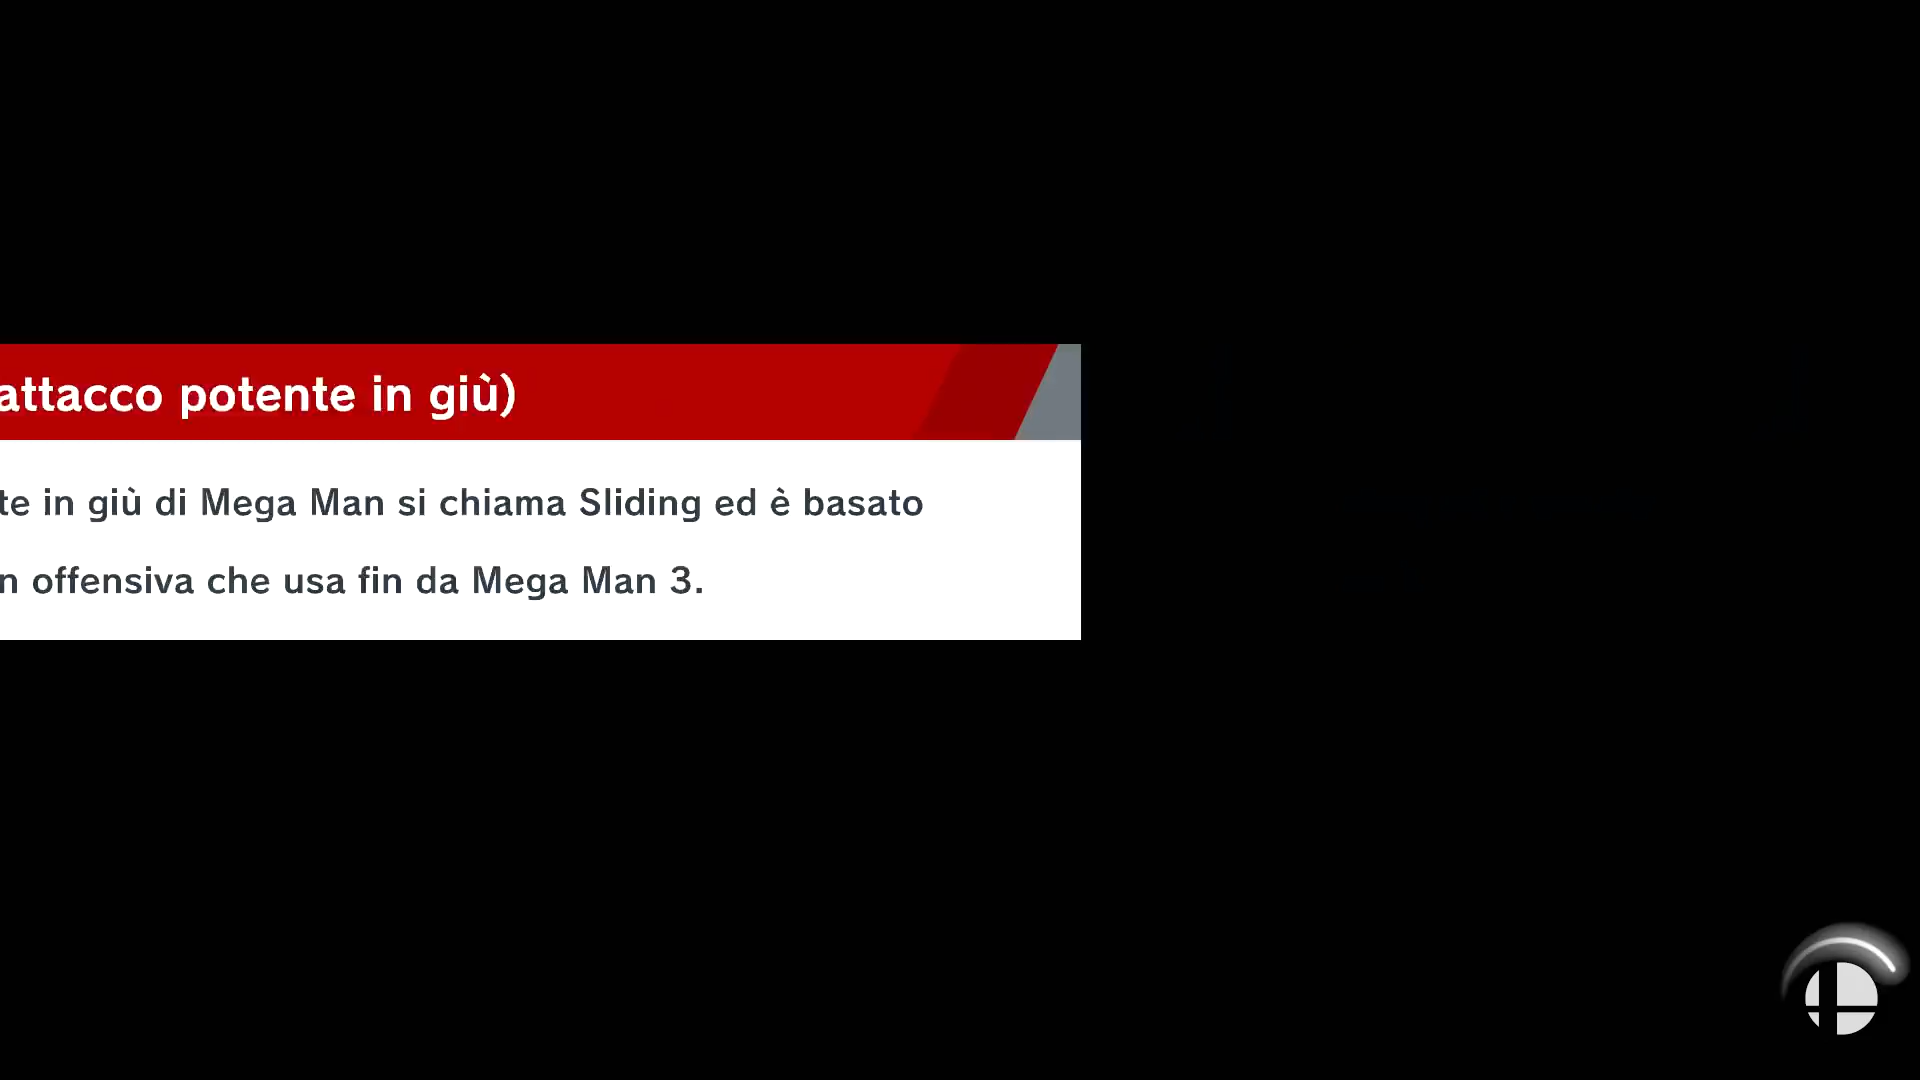 attacco potente in giù)
te in giù di Mega Man si chiama Sliding ed è basato
n offensiva che usa fin da Mega Man 3.